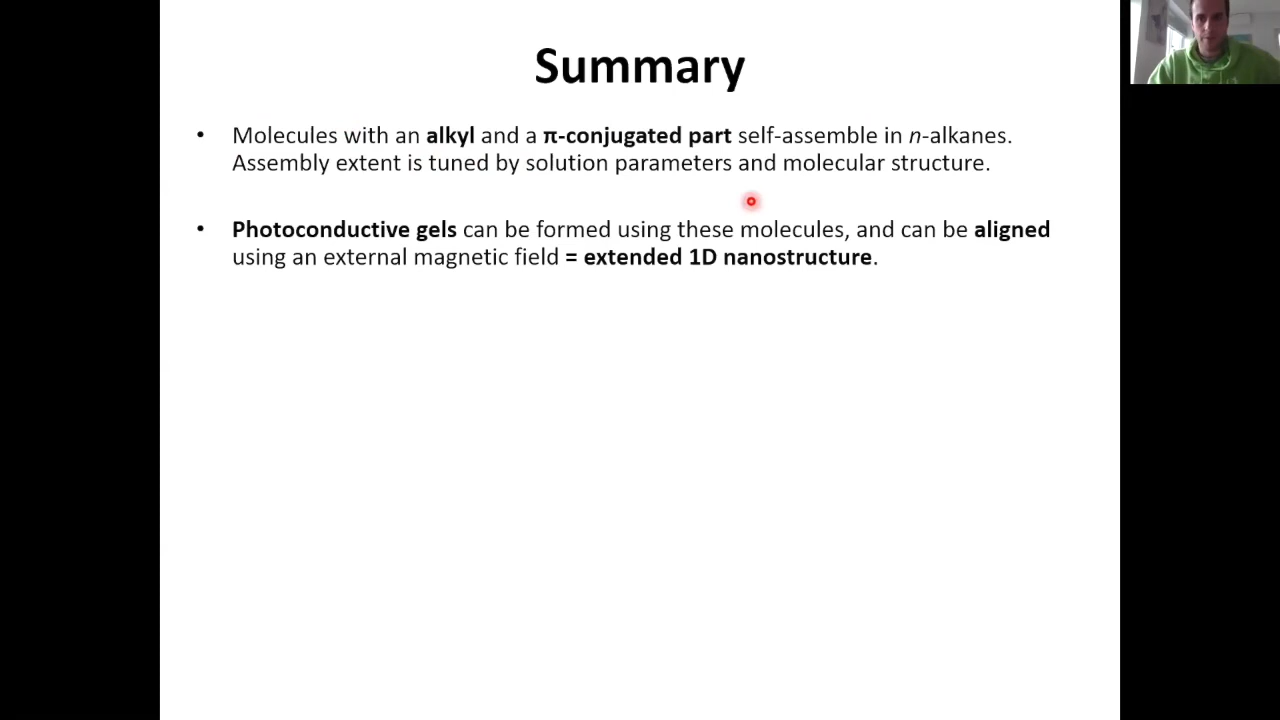 Summary
• Molecules with an alkyl and a π-conjugated part self-assemble in n-alkanes.
Assembly extent is tuned by solution parameters and molecular structure.
• Photoconductive gels can be formed using these molecules, and can be aligned
using an external magnetic field = extended 1D nanostructure.